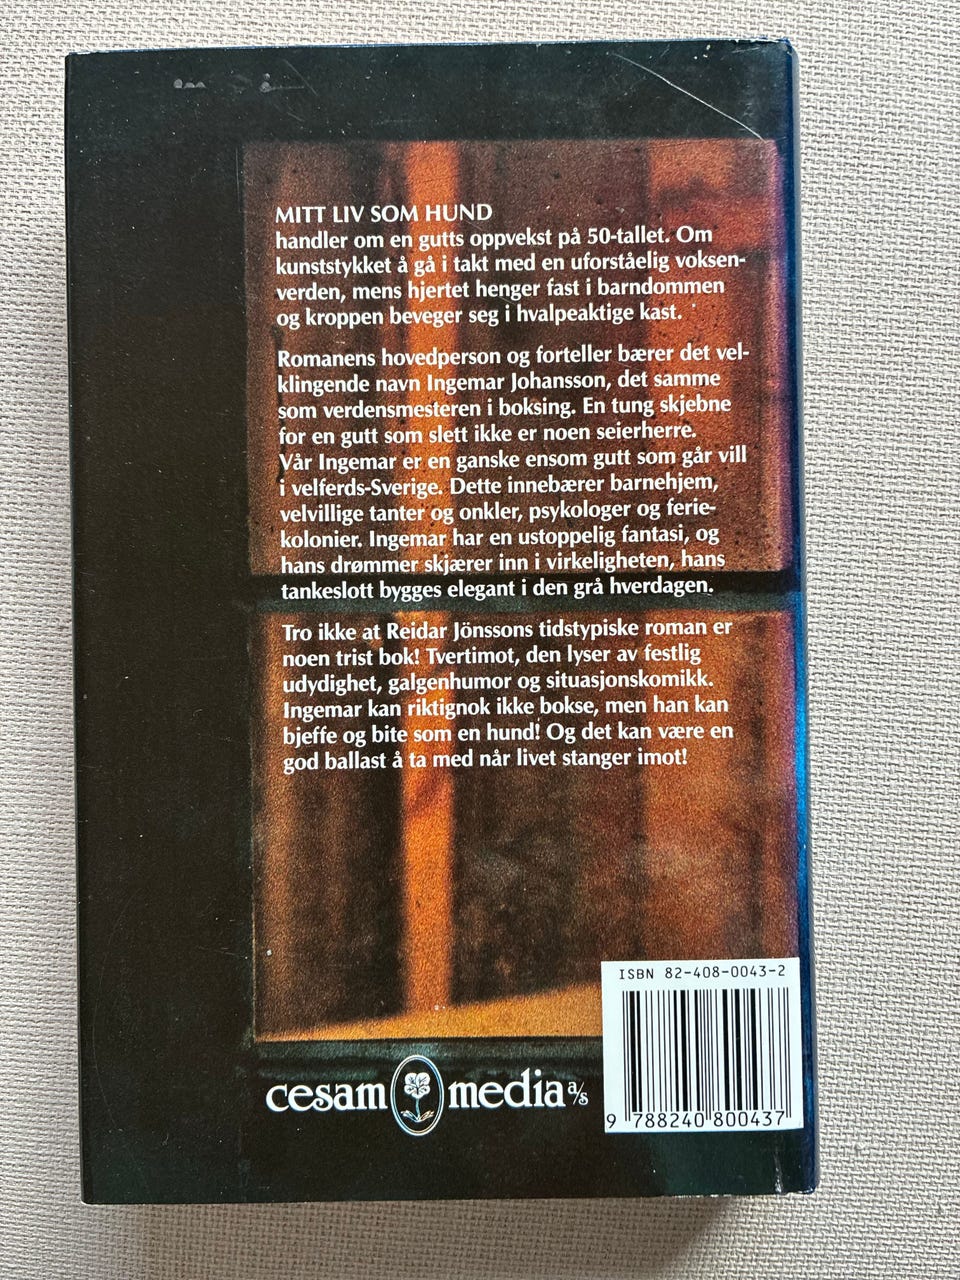 MITT LIV SOM HUND
handler om en gutts oppvekst på 50-tallet. Om
kunststykket å gå i takt med en uforståelig voksen-
verden, mens hjertet henger fast i barndommen
og kroppen beveger seg i hvalpeaktige kast.
Romanens hovedperson og forteller bærer det vel-
klingende navn Ingemar Johansson, det samme
som verdensmesteren i boksing. En tung skjebne
for en gutt som slett ikke er noen seierherre.
Vår Ingemar er en ganske ensom gutt som går vill
i velferds-Sverige. Dette innebærer barnehjem,
velvillige tanter og onkler, psykologer og ferie-
kolonier. Ingemar har en ustoppelig fantasi, og
hans drømmer skjærer inn i virkeligheten, hans
tankeslott bygges elegant i den grå hverdagen.
Tro ikke at Reidar Jönssons tidstypiske roman er
noen trist bok! Tvertimot, den lyser av festlig
udydighet, galgenhumor og situasjonskomikk.
Ingemar kan riktignok ikke bokse, men han kan
bjeffe og bite som en hund! Og det kan være en
god ballast å ta med når livet stanger imot!
ISBN 82-408-0043-2
9 788240 800437
cesam media a/s